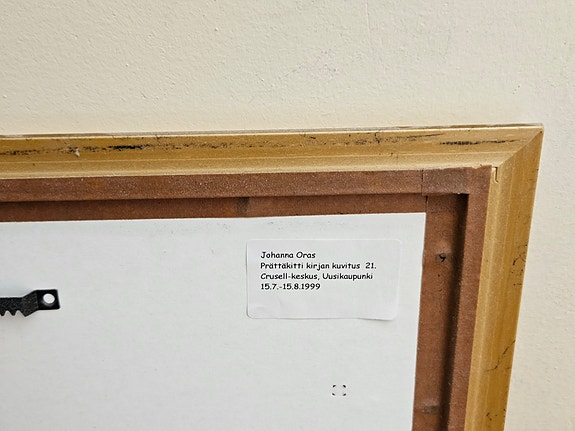 Johanna Oras
Prättäkitti kirjan kuvitus 21.
Crusell-keskus, Uusikaupunki
15.7.-15.8.1999